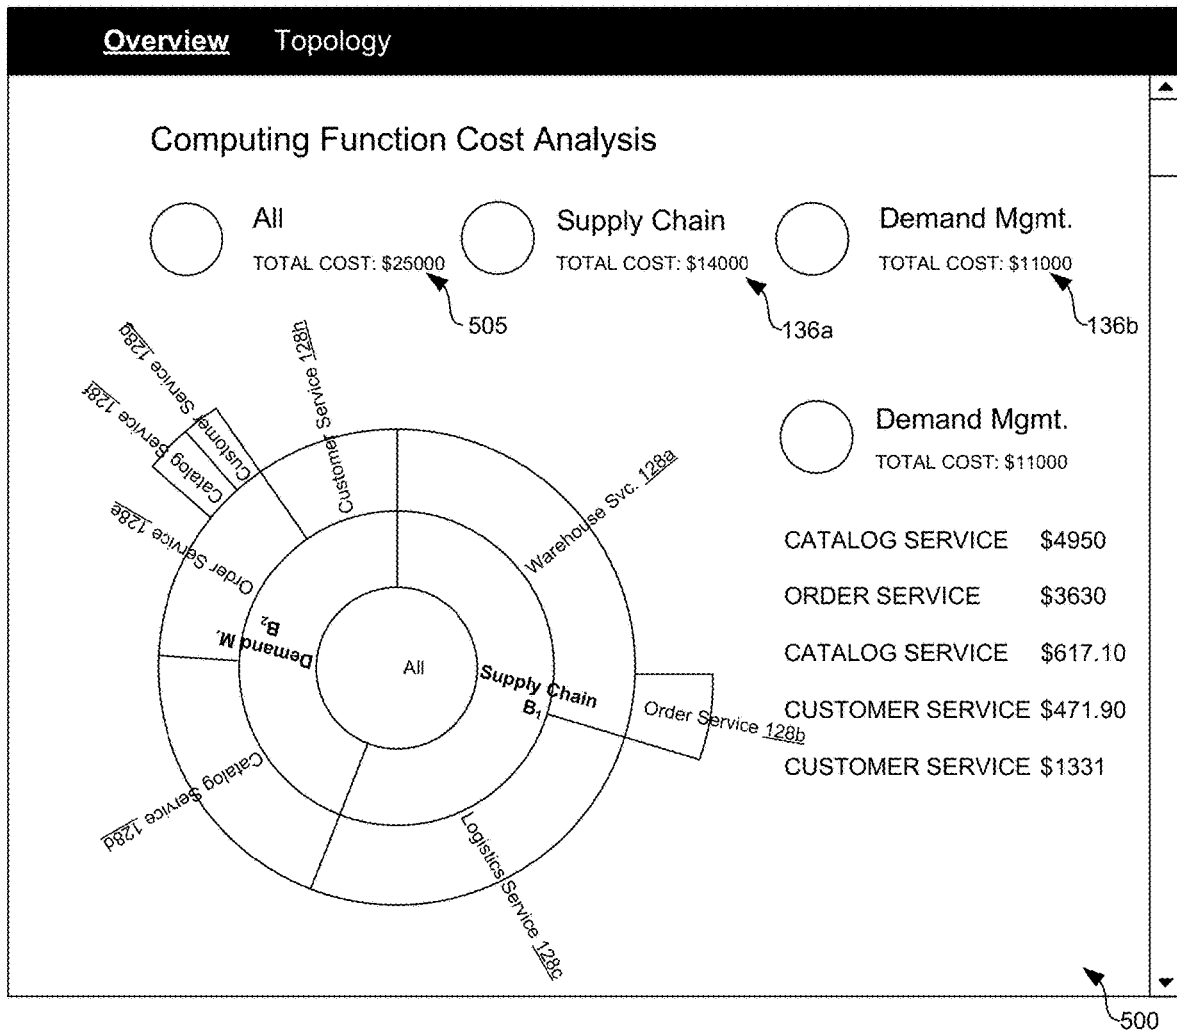 Overview Topology
Computing Function Cost Analysis
All
TOTAL COST: $25000
505
Supply Chain
TOTAL COST: $14000
136a
Demand Mgmt.
TOTAL COST: $11000
136b
Customer Service 128g
Catalog Service 128f
Customer Service 128h
Order Service 128e
Warehouse Svc. 128a
Demand M.
B₂
All
Supply Chain
B₁
Order Service 128b
Catalog Service 128d
Logistics Service 128c
Demand Mgmt.
TOTAL COST: $11000
CATALOG SERVICE $4950
ORDER SERVICE $3630
CATALOG SERVICE $617.10
CUSTOMER SERVICE $471.90
CUSTOMER SERVICE $1331
500